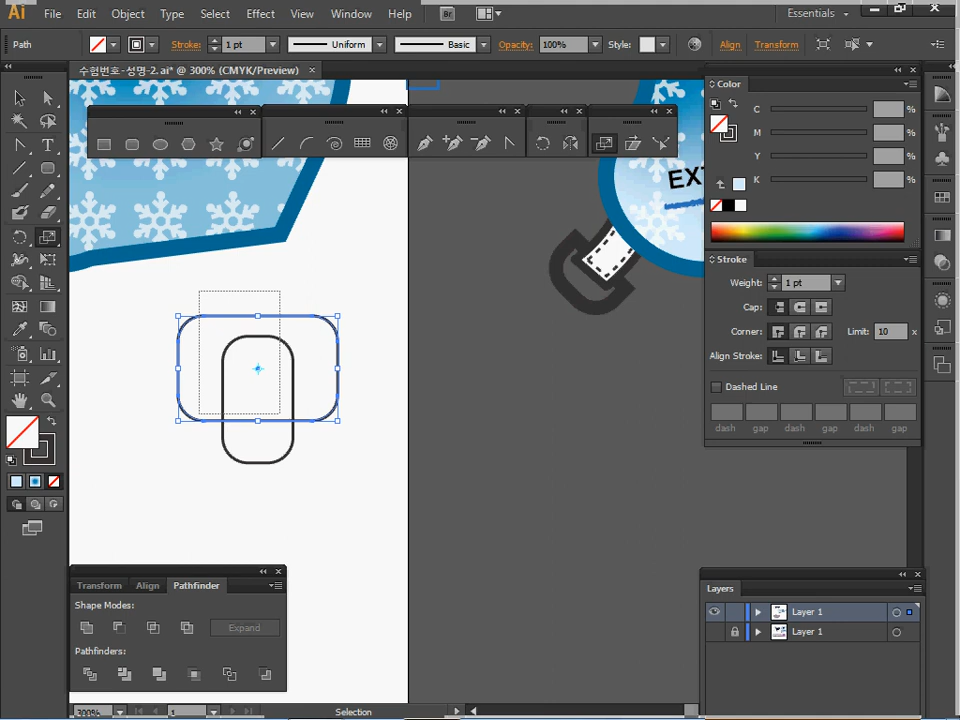 Ai File Edit Object Type Select Effect View Window Help Br Essentials
Path Stroke: 1 pt Uniform Basic Opacity: 100% Style: Align Transform
수험번호-성명-2.ai* @ 300% (CMYK/Preview)
Color
C %
M %
Y %
K %
EXT
Stroke
Weight: 1 pt
Cap:
Corner: Limit: 10 x
Align Stroke:
Dashed Line
dash gap dash gap dash gap
Transform Align Pathfinder
Shape Modes:
Expand
Pathfinders:
Layers
Layer 1
Layer 1
300% 1 Selection